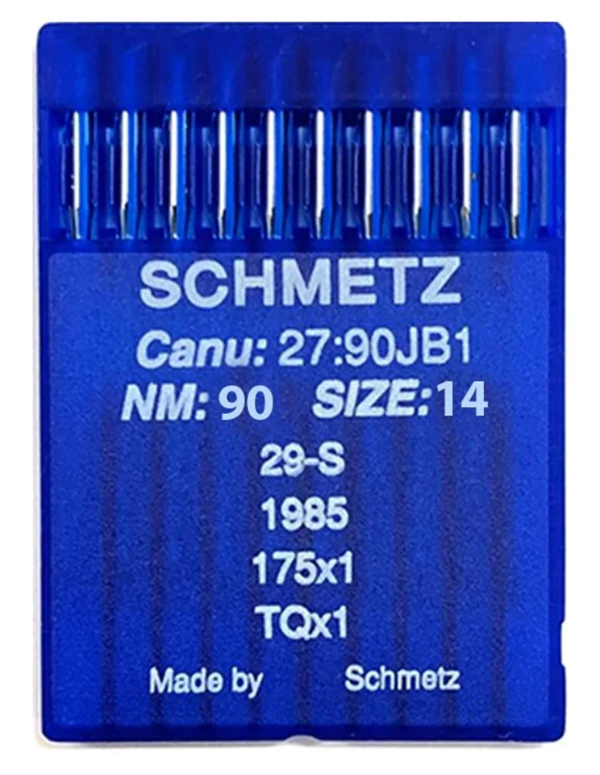 SCHMETZ
Canu: 27:90JB1
NM: 90 SIZE: 14
29-S
1985
175x1
TQx1
Made by Schmetz